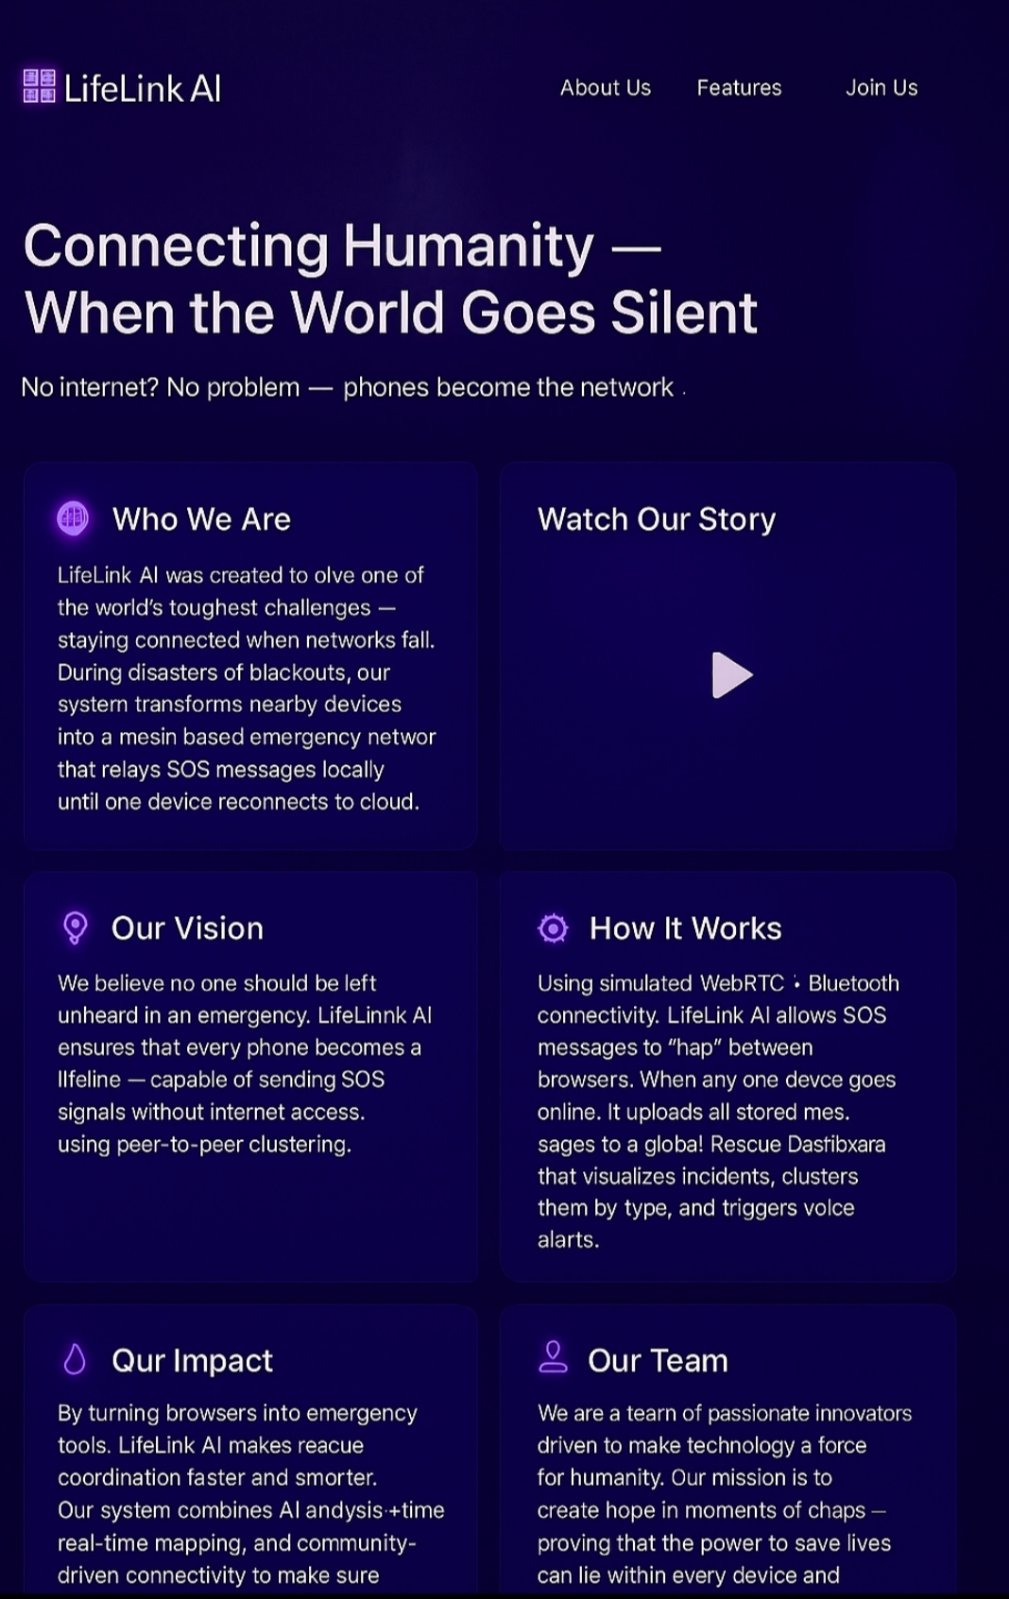 LifeLink AI
About Us Features Join Us
Connecting Humanity —
When the World Goes Silent
No internet? No problem — phones become the network .
Who We Are
LifeLink AI was created to olve one of
the world's toughest challenges —
staying connected when networks fall.
During disasters of blackouts, our
system transforms nearby devices
into a mesin based emergency networ
that relays SOS messages locally
until one device reconnects to cloud.
Watch Our Story
Our Vision
We believe no one should be left
unheard in an emergency. LifeLinnk AI
ensures that every phone becomes a
llfeline — capable of sending SOS
signals without internet access.
using peer-to-peer clustering.
How It Works
Using simulated WebRTC • Bluetooth
connectivity. LifeLink AI allows SOS
messages to "hap" between
browsers. When any one devce goes
online. It uploads all stored mes.
sages to a globa! Rescue Dastibxara
that visualizes incidents, clusters
them by type, and triggers volce
alarts.
Qur Impact
By turning browsers into emergency
tools. LifeLink AI makes reacue
coordination faster and smorter.
Our system combines AI andysis·+time
real-time mapping, and community-
driven connectivity to make sure
Our Team
We are a tearn of passionate innovators
driven to make technology a force
for humanity. Our mission is to
create hope in moments of chaps —
proving that the power to save lives
can lie within every device and